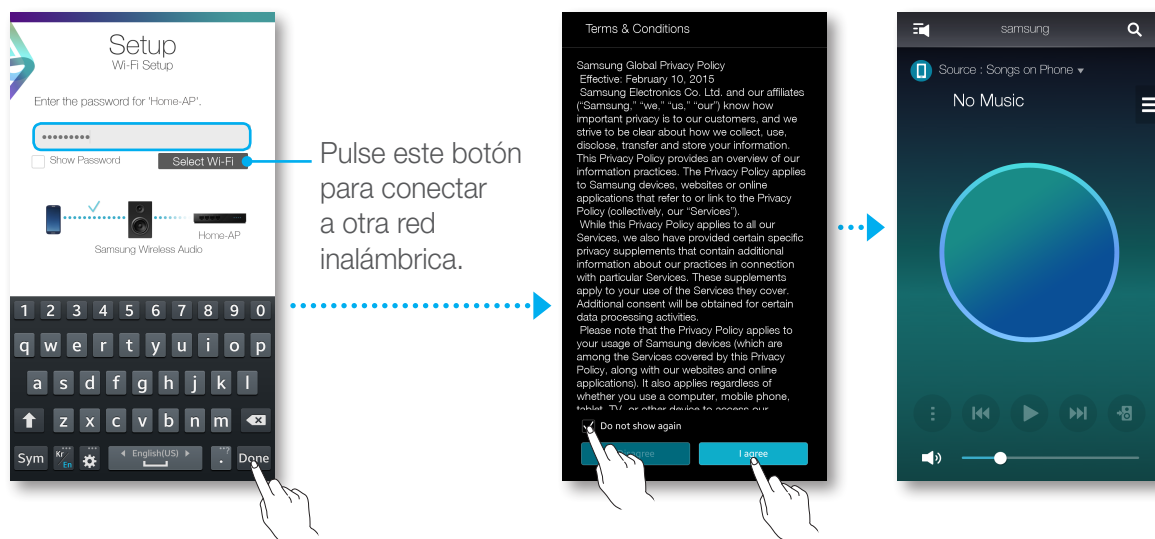 Setup
Wi-Fi Setup
Enter the password for 'Home-AP'.
Show Password
Select Wi-Fi
Home-AP
Samsung Wireless Audio
1 2 3 4 5 6 7 8 9 0
q w e r t y u i o p
a s d f g h j k l
z x c v b n m
Sym Kr En English(US) . Done
Pulse este botón
para conectar
a otra red
inalámbrica.
Terms & Conditions
Samsung Global Privacy Policy
Effective: February 10, 2015
Samsung Electronics Co. Ltd. and our affiliates
("Samsung," "we," "us," "our") know how
important privacy is to our customers, and we
strive to be clear about how we collect, use,
disclose, transfer and store your information.
This Privacy Policy provides an overview of our
information practices. The Privacy Policy applies
to Samsung devices, websites or online
applications that refer to or link to the Privacy
Policy (collectively, our "Services").
While this Privacy Policy applies to all our
Services, we also have provided certain specific
privacy supplements that contain additional
information about our practices in connection
with particular Services. These supplements
apply to your use of the Services they cover.
Additional consent will be obtained for certain
data processing activities.
Please note that the Privacy Policy applies to
your usage of Samsung devices (which are
among the Services covered by this Privacy
Policy, along with our websites and online
applications). It also applies regardless of
whether you use a computer, mobile phone,
tablet, TV, or other device to access our
Do not show again
I agree
samsung
Source : Songs on Phone
No Music